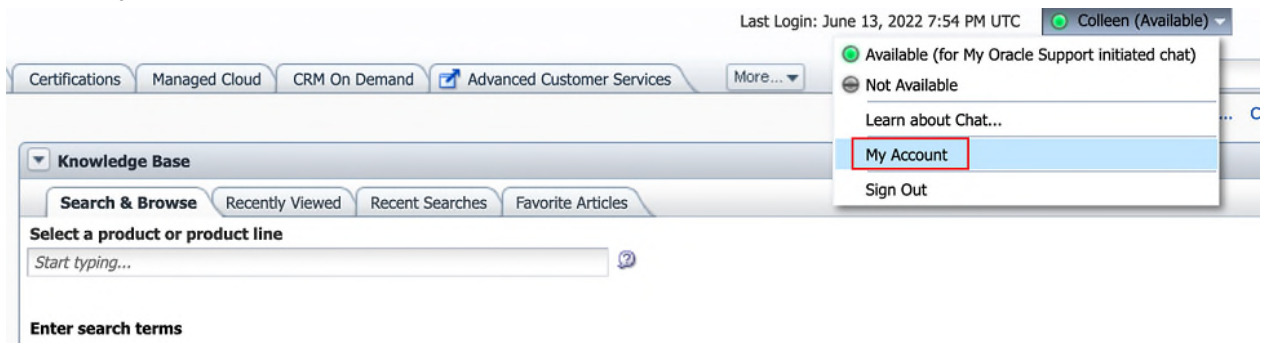 Last Login: June 13, 2022 7:54 PM UTC Colleen (Available)
Available (for My Oracle Support initiated chat)
Certifications Managed Cloud CRM On Demand Advanced Customer Services More...
Not Available
Learn about Chat... ... C
Knowledge Base My Account
Search & Browse Recently Viewed Recent Searches Favorite Articles Sign Out
Select a product or product line
Start typing...
Enter search terms